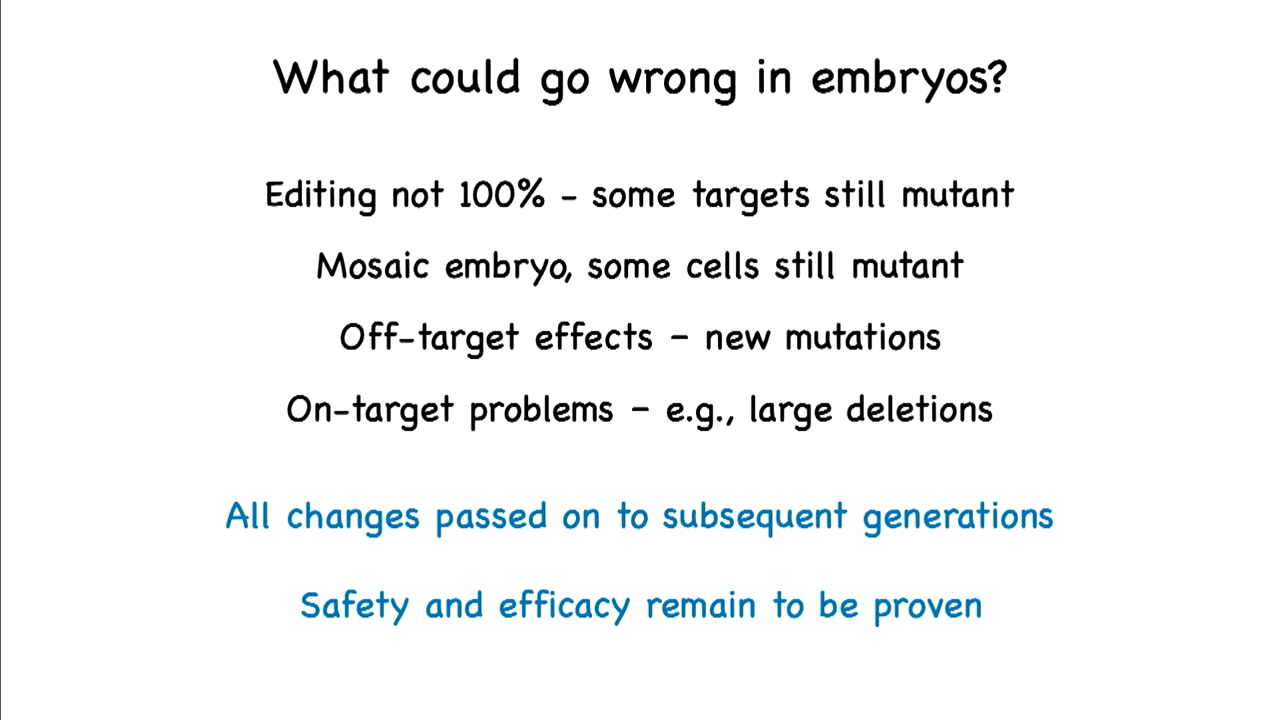 What could go wrong in embryos?
Editing not 100% - some targets still mutant
Mosaic embryo, some cells still mutant
Off-target effects – new mutations
On-target problems – e.g., large deletions
All changes passed on to subsequent generations
Safety and efficacy remain to be proven